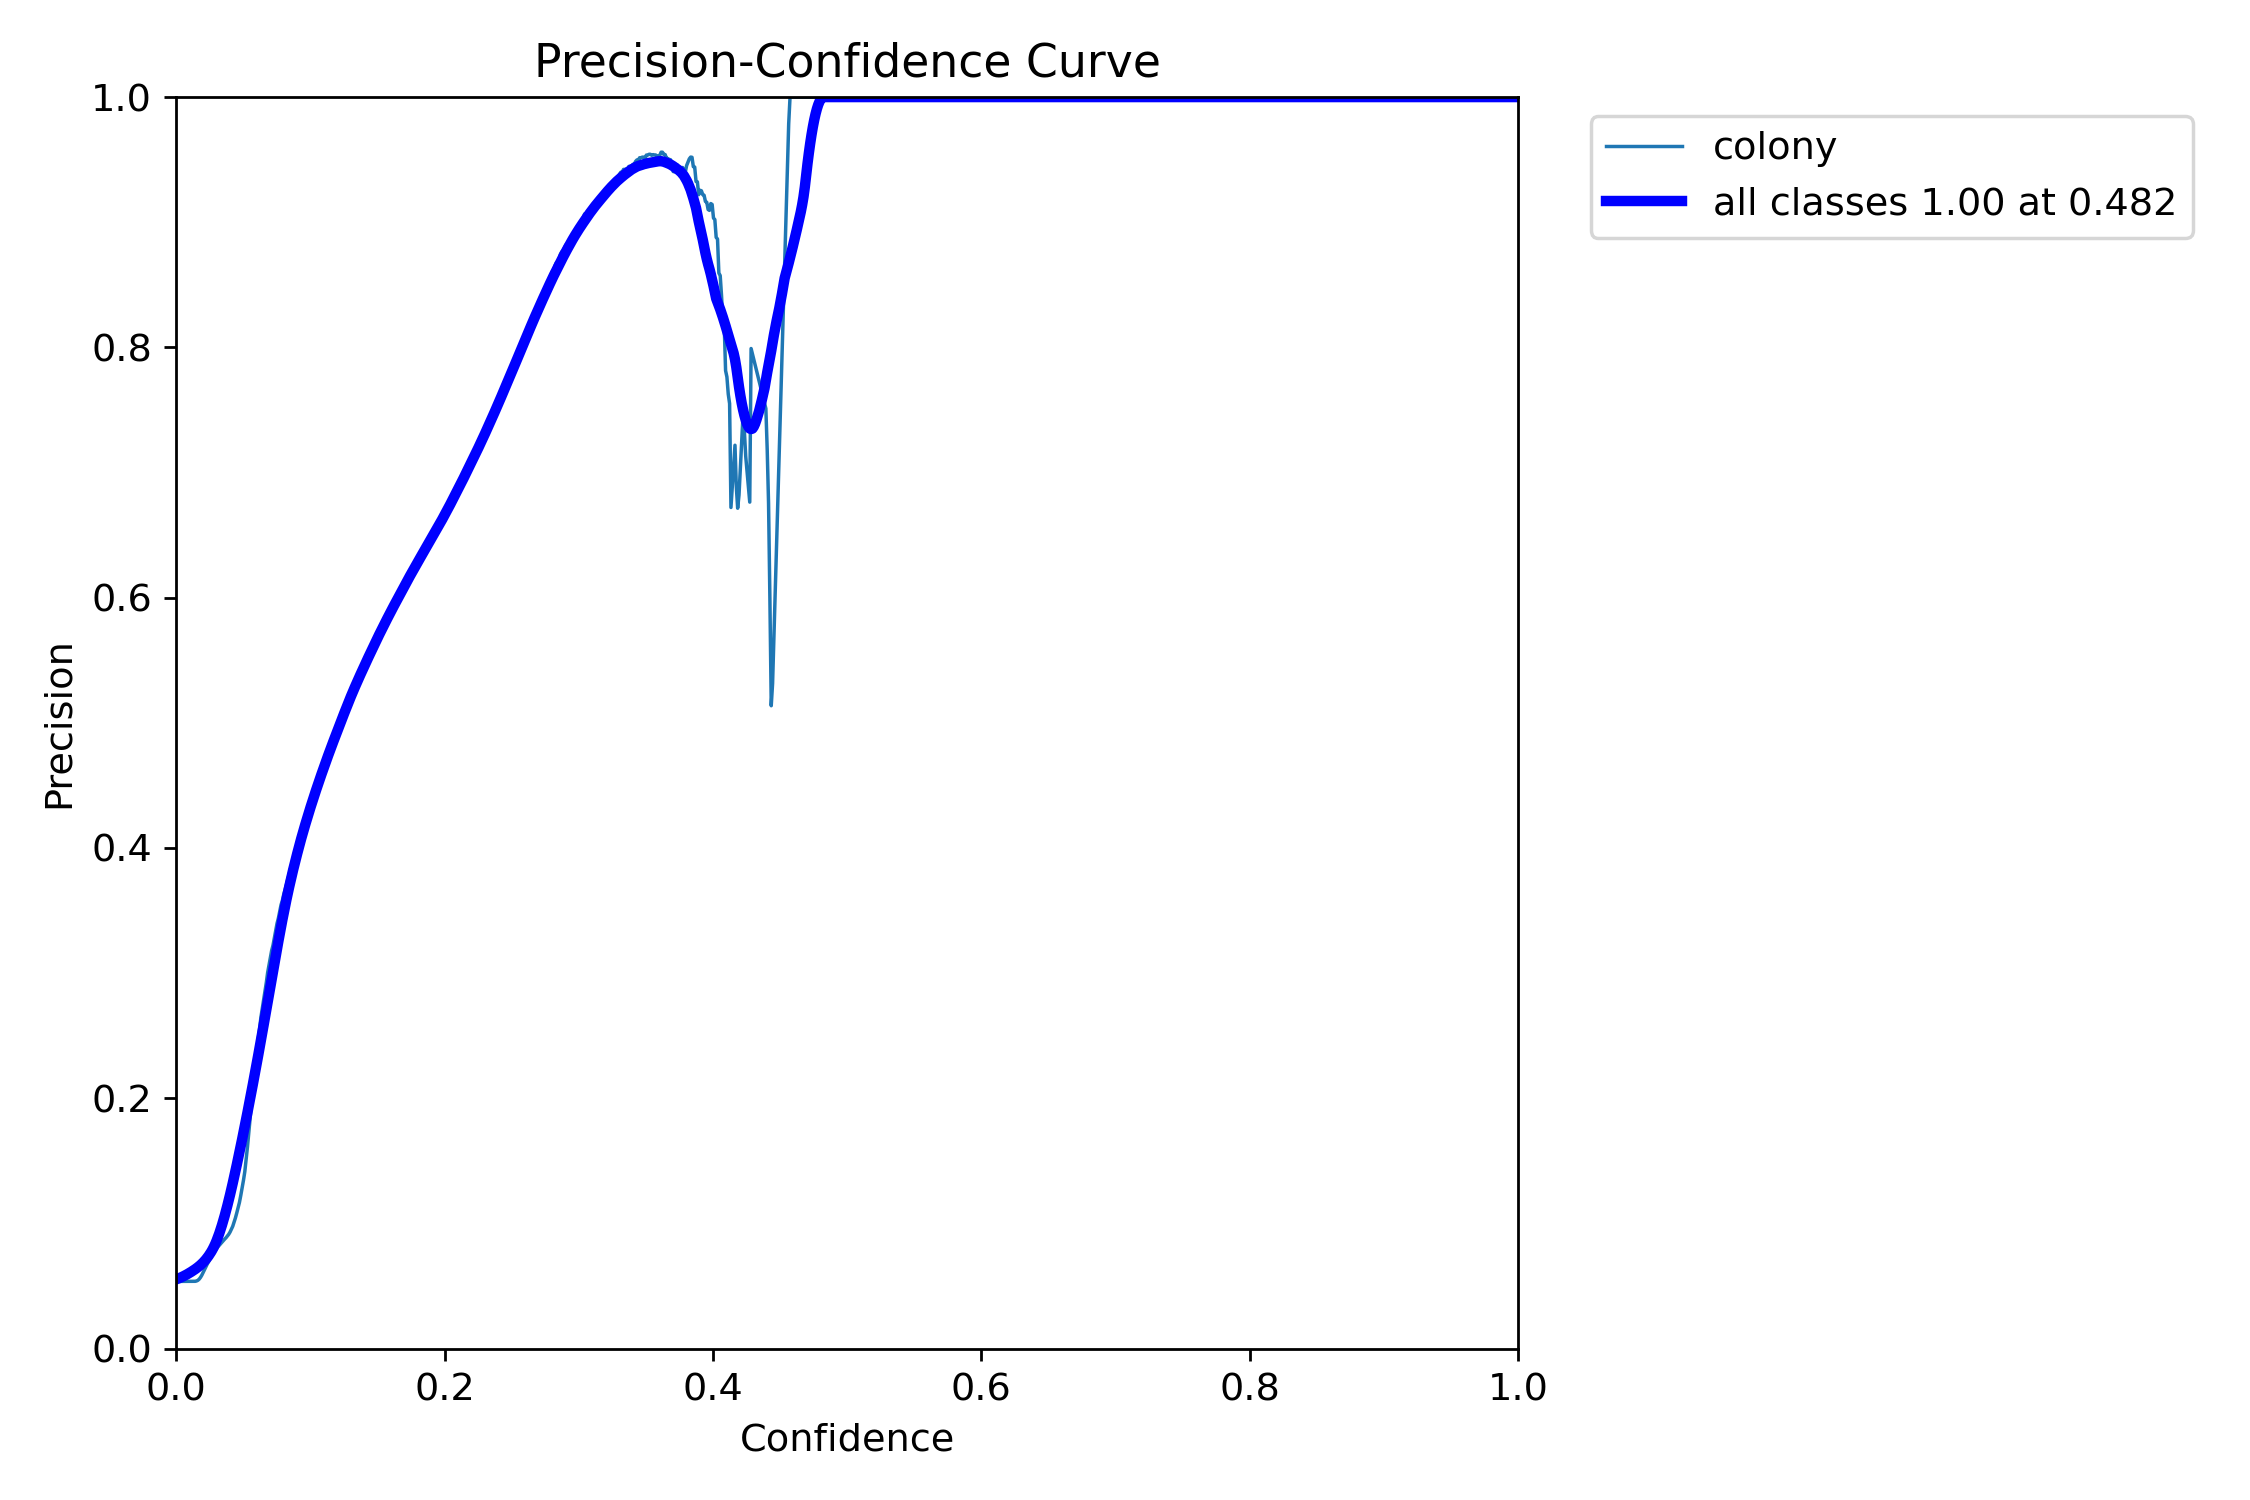 Precision-Confidence Curve
1.0
0.8
0.6
0.4
0.2
0.0
Precision
0.0 0.2 0.4 0.6 0.8 1.0
Confidence
colony
all classes 1.00 at 0.482